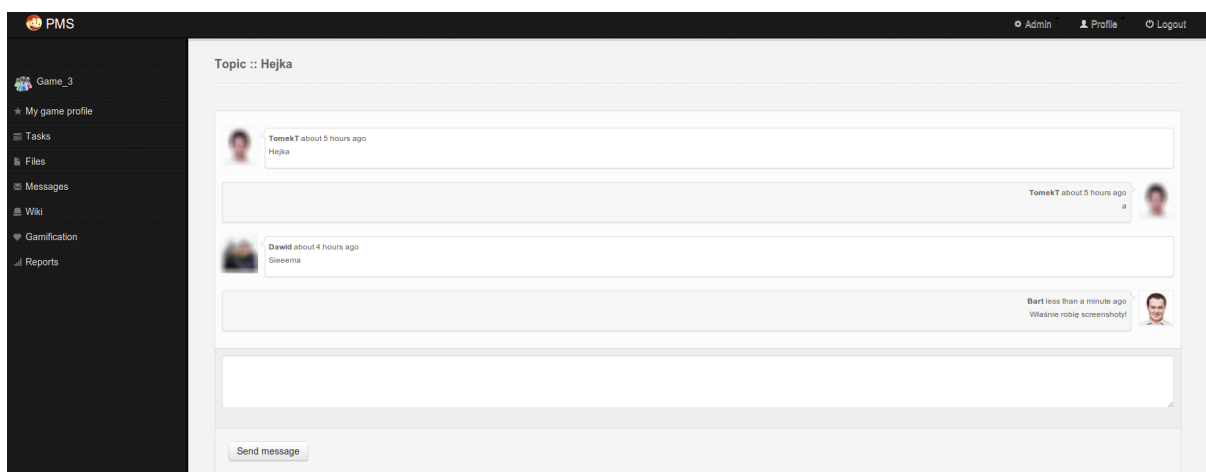 PMS
Admin
Profile
Logout
Game_3
My game profile
Tasks
Files
Messages
Wiki
Gamification
Reports
Topic :: Hejka
TomekT about 5 hours ago
Hejka
TomekT about 5 hours ago
a
Dawid about 4 hours ago
Sieeema
Bart less than a minute ago
Właśnie robię screenshoty!
Send message